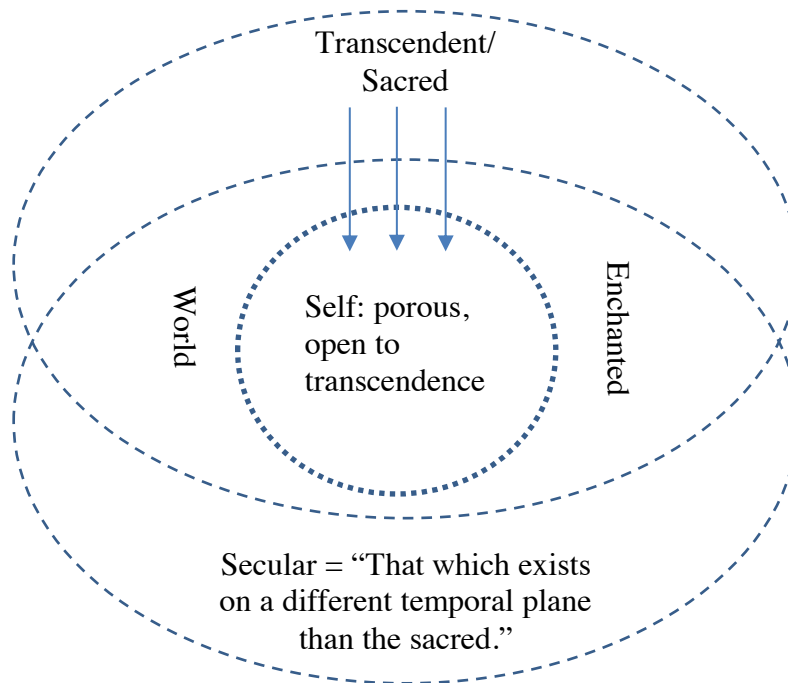 Transcendent/
Sacred
World
Enchanted
Self: porous,
open to
transcendence
Secular = “That which exists
on a different temporal plane
than the sacred.”